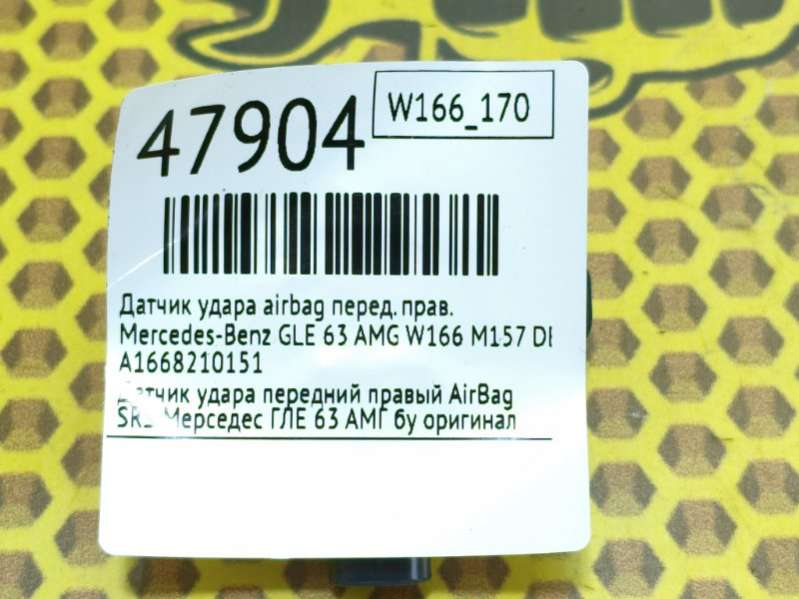 47904
W166_170
Датчик удара airbag перед. прав.
Mercedes-Benz GLE 63 AMG W166 M157 DE
A1668210151
Датчик удара передний правый AirBag
SRS Мерседес ГЛЕ 63 АМГ бу оригинал